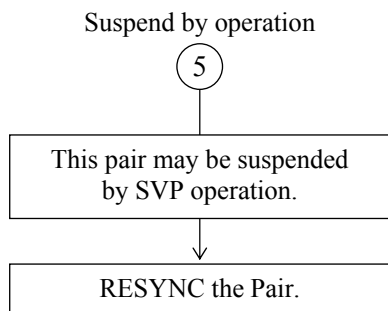 Suspend by operation
5
This pair may be suspended
by SVP operation.
RESYNC the Pair.